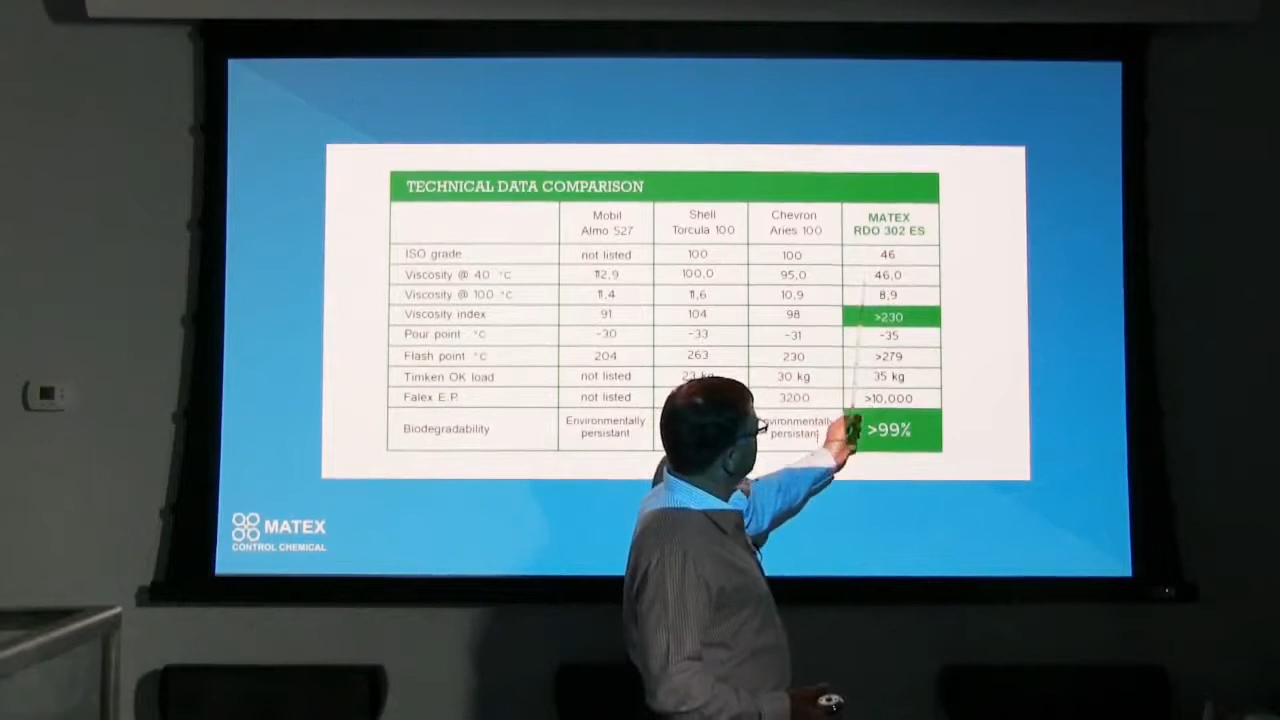 TECHNICAL DATA COMPARISON
Mobil Almo 527 Shell Torcula 100 Chevron Aries 100 MATEX RDO 302 ES
ISO grade not listed 100 100 46
Viscosity @ 40 °C 112,9 100,0 95,0 46,0
Viscosity @ 100 °C 11,4 11,6 10,9 8,9
Viscosity index 91 104 98 >230
Pour point °C -30 -33 -31 -35
Flash point °C 204 263 230 >279
Timken OK load not listed 23 kg 30 kg 35 kg
Falex E.P. not listed 3200 >10,000
Biodegradability Environmentally persistant persistant >99%
MATEX
CONTROL CHEMICAL